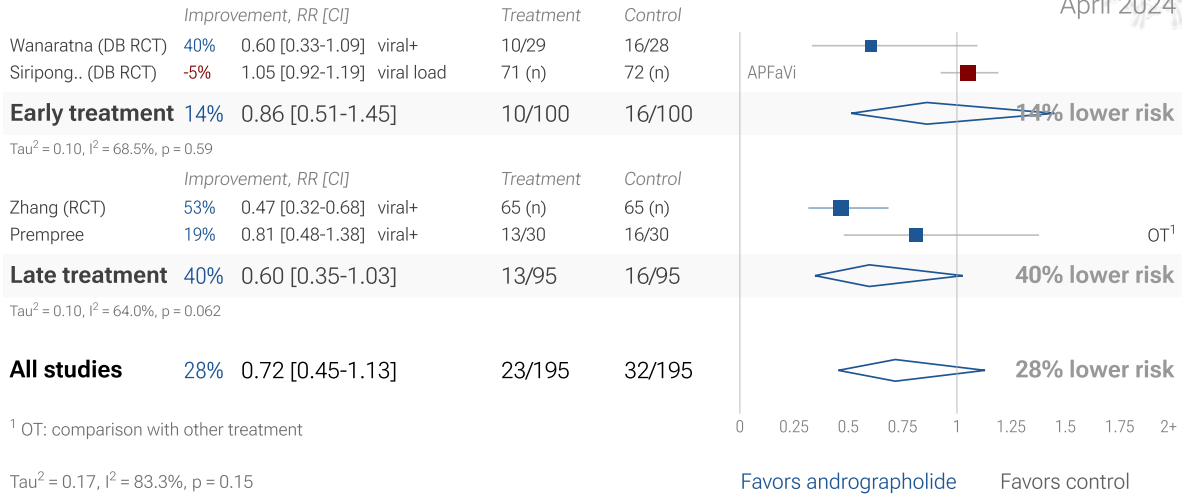 April 2024
Improvement, RR [CI] Treatment Control
Wanaratna (DB RCT) 40% 0.60 [0.33-1.09] viral+ 10/29 16/28
Siripong.. (DB RCT) -5% 1.05 [0.92-1.19] viral load 71 (n) 72 (n) APFaVi
Early treatment 14% 0.86 [0.51-1.45] 10/100 16/100 14% lower risk
Tau² = 0.10, I² = 68.5%, p = 0.59
Improvement, RR [CI] Treatment Control
Zhang (RCT) 53% 0.47 [0.32-0.68] viral+ 65 (n) 65 (n)
Prempree 19% 0.81 [0.48-1.38] viral+ 13/30 16/30 OT¹
Late treatment 40% 0.60 [0.35-1.03] 13/95 16/95 40% lower risk
Tau² = 0.10, I² = 64.0%, p = 0.062
All studies 28% 0.72 [0.45-1.13] 23/195 32/195 28% lower risk
0 0.25 0.5 0.75 1 1.25 1.5 1.75 2+
¹ OT: comparison with other treatment
Tau² = 0.17, I² = 83.3%, p = 0.15 Favors andrographolide Favors control